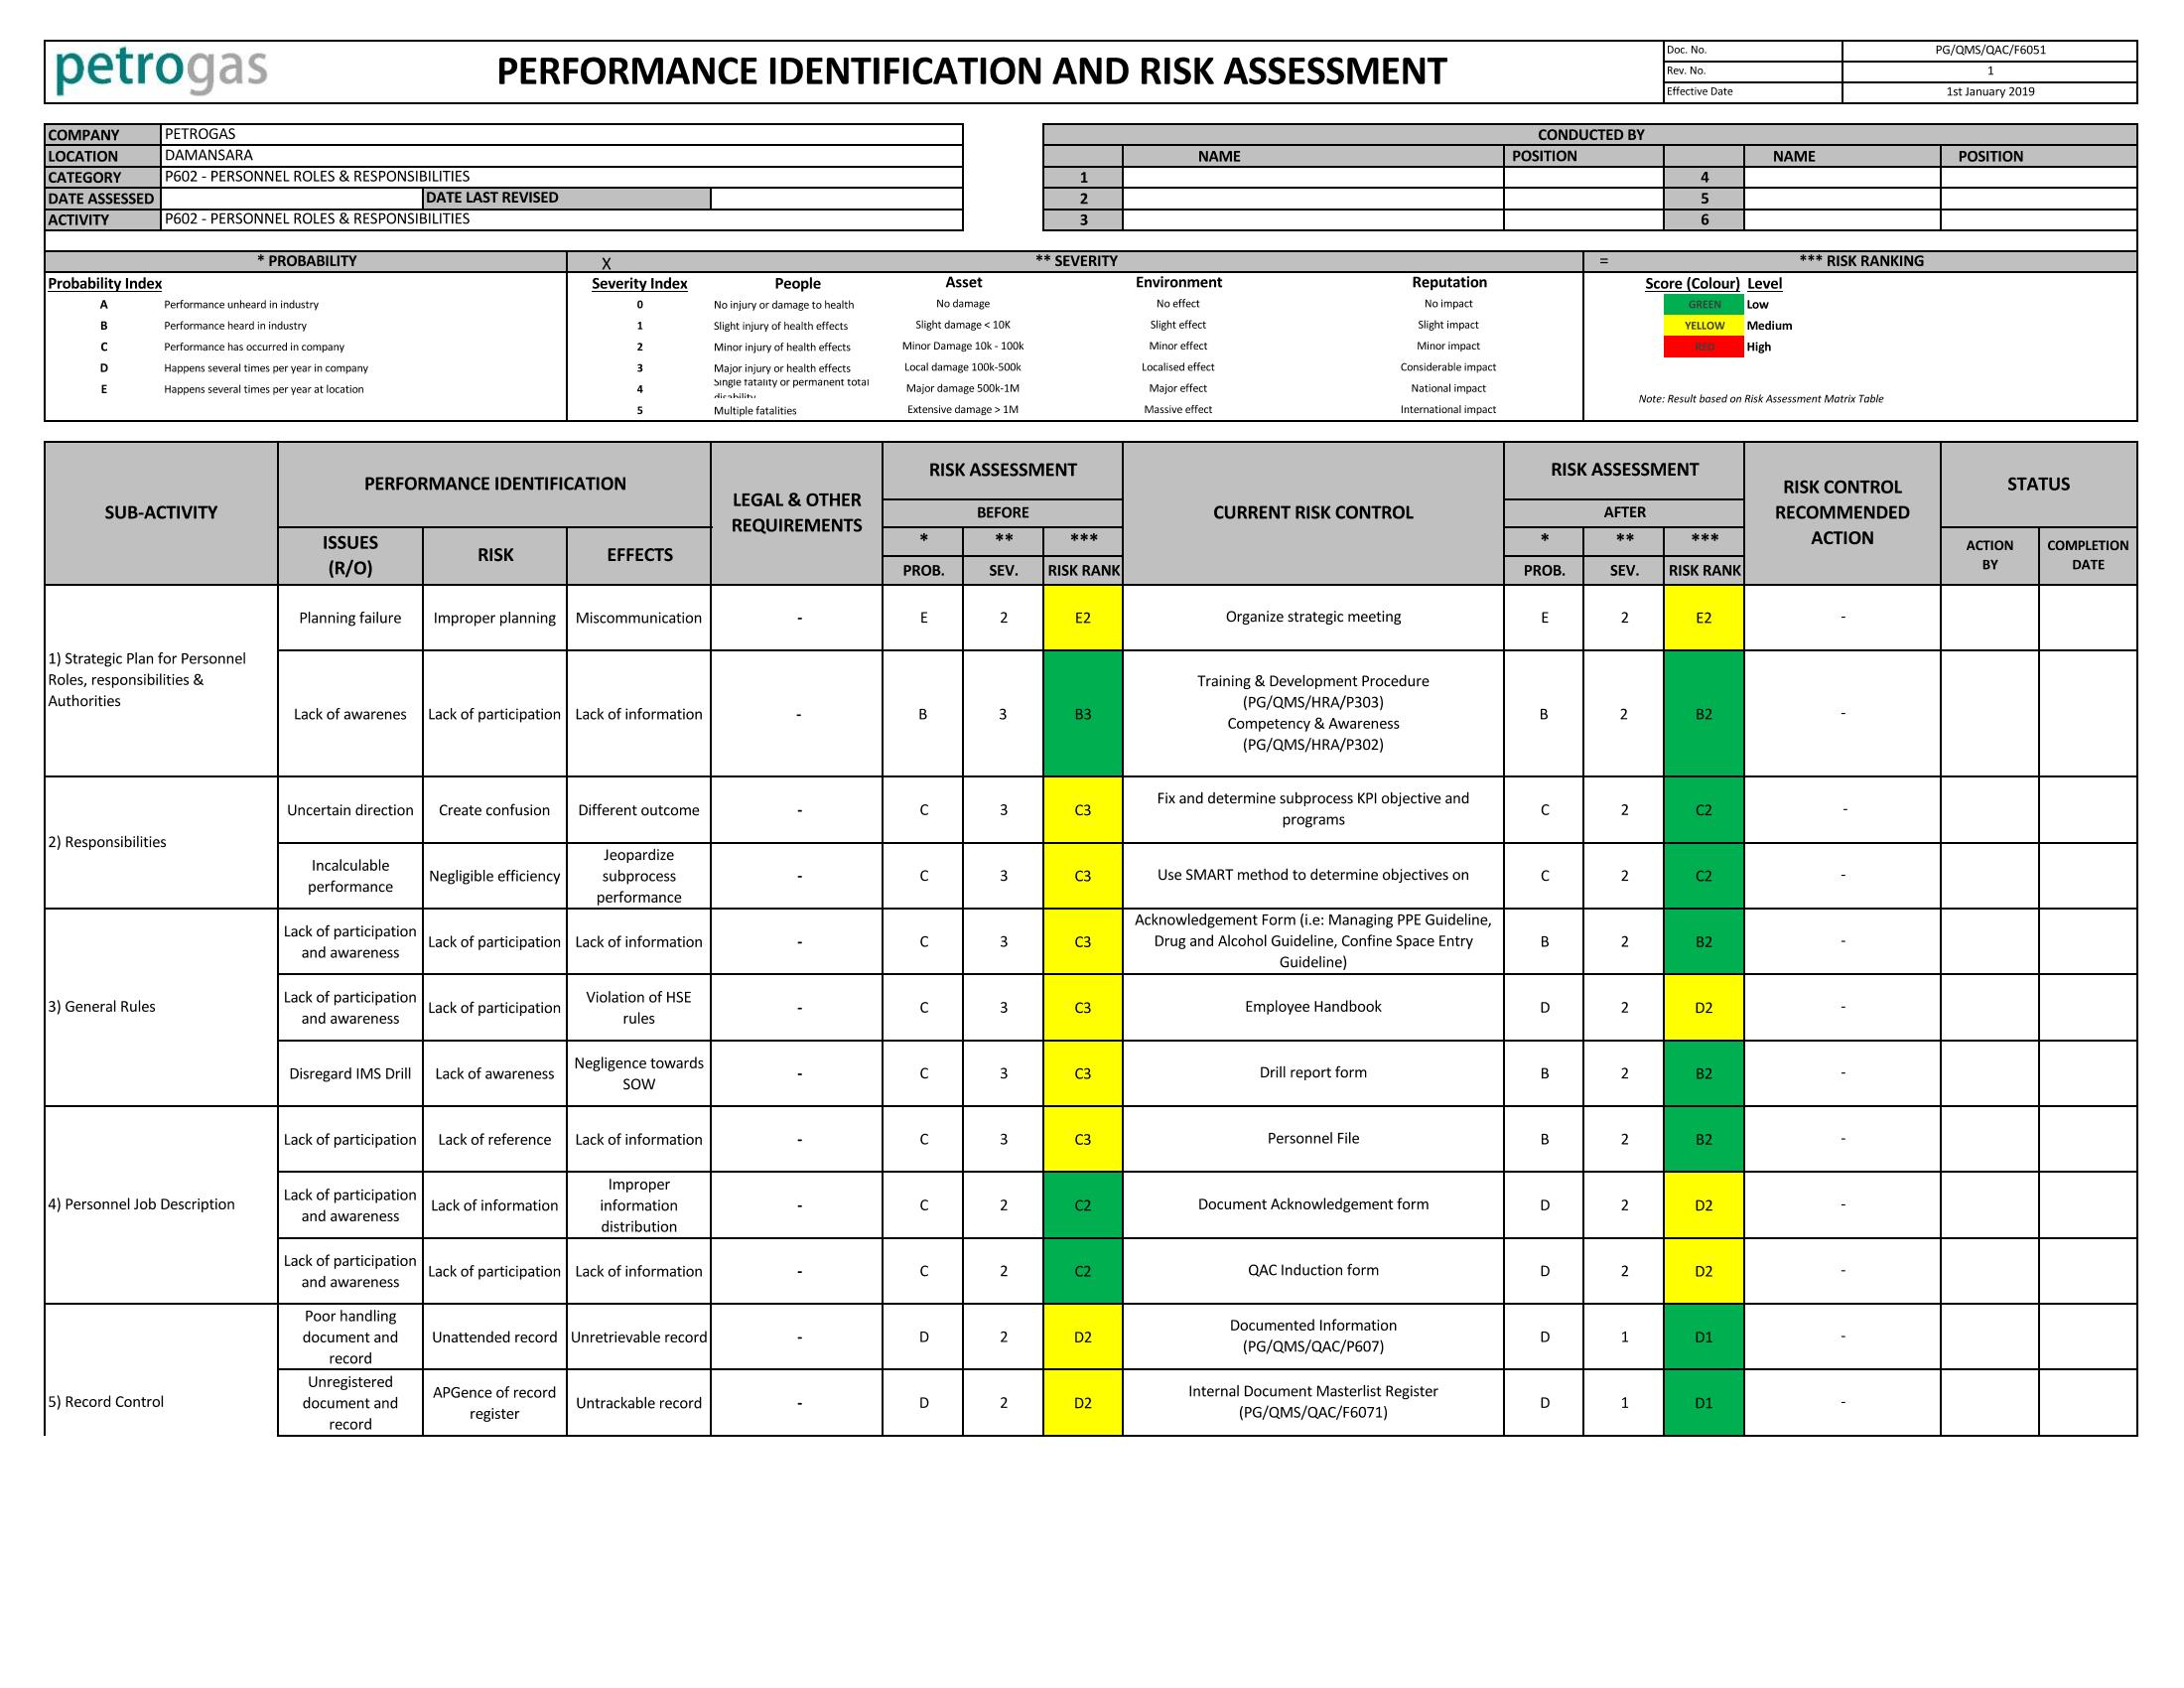 petrogas
PERFORMANCE IDENTIFICATION AND RISK ASSESSMENT
Doc. No. PG/QMS/QAC/F6051
Rev. No. 1
Effective Date 1st January 2019
COMPANY PETROGAS
LOCATION DAMANSARA
CATEGORY P602 - PERSONNEL ROLES & RESPONSIBILITIES
DATE ASSESSED DATE LAST REVISED
ACTIVITY P602 - PERSONNEL ROLES & RESPONSIBILITIES
CONDUCTED BY
NAME POSITION NAME POSITION
1 4
2 5
3 6
* PROBABILITY X ** SEVERITY = *** RISK RANKING
Probability Index Severity Index People Asset Environment Reputation Score (Colour) Level
A Performance unheard in industry 0 No injury or damage to health No damage No effect No impact GREEN Low
B Performance heard in industry 1 Slight injury of health effects Slight damage < 10K Slight effect Slight impact YELLOW Medium
C Performance has occurred in company 2 Minor injury of health effects Minor Damage 10k - 100k Minor effect Minor impact RED High
D Happens several times per year in company 3 Major injury or health effects Local damage 100k-500k Localised effect Considerable impact
E Happens several times per year at location 4 Single fatality or permanent total disability Major damage 500k-1M Major effect National impact
5 Multiple fatalities Extensive damage > 1M Massive effect International impact
Note: Result based on Risk Assessment Matrix Table
SUB-ACTIVITY
PERFORMANCE IDENTIFICATION
ISSUES
(R/O)
RISK
EFFECTS
LEGAL & OTHER
REQUIREMENTS
RISK ASSESSMENT
BEFORE
* ** ***
PROB. SEV. RISK RANK
CURRENT RISK CONTROL
RISK ASSESSMENT
AFTER
* ** ***
PROB. SEV. RISK RANK
RISK CONTROL
RECOMMENDED
ACTION
STATUS
ACTION
BY
COMPLETION
DATE
1) Strategic Plan for Personnel
Roles, responsibilities &
Authorities
Planning failure Improper planning Miscommunication - E 2 E2 Organize strategic meeting E 2 E2 -
Lack of awarenes Lack of participation Lack of information - B 3 B3
Training & Development Procedure
(PG/QMS/HRA/P303)
Competency & Awareness
(PG/QMS/HRA/P302)
B 2 B2 -
2) Responsibilities
Uncertain direction Create confusion Different outcome - C 3 C3
Fix and determine subprocess KPI objective and
programs
C 2 C2 -
Incalculable
performance
Negligible efficiency
Jeopardize
subprocess
performance
- C 3 C3 Use SMART method to determine objectives on C 2 C2 -
3) General Rules
Lack of participation
and awareness
Lack of participation Lack of information - C 3 C3
Acknowledgement Form (i.e: Managing PPE Guideline,
Drug and Alcohol Guideline, Confine Space Entry
Guideline)
B 2 B2 -
Lack of participation
and awareness
Lack of participation
Violation of HSE
rules
- C 3 C3 Employee Handbook D 2 D2 -
Disregard IMS Drill Lack of awareness
Negligence towards
SOW
- C 3 C3 Drill report form B 2 B2 -
4) Personnel Job Description
Lack of participation Lack of reference Lack of information - C 3 C3 Personnel File B 2 B2 -
Lack of participation
and awareness
Lack of information
Improper
information
distribution
- C 2 C2 Document Acknowledgement form D 2 D2 -
Lack of participation
and awareness
Lack of participation Lack of information - C 2 C2 QAC Induction form D 2 D2 -
5) Record Control
Poor handling
document and
record
Unattended record Unretrievable record - D 2 D2
Documented Information
(PG/QMS/QAC/P607)
D 1 D1 -
Unregistered
document and
record
APGence of record
register
Untrackable record - D 2 D2
Internal Document Masterlist Register
(PG/QMS/QAC/F6071)
D 1 D1 -